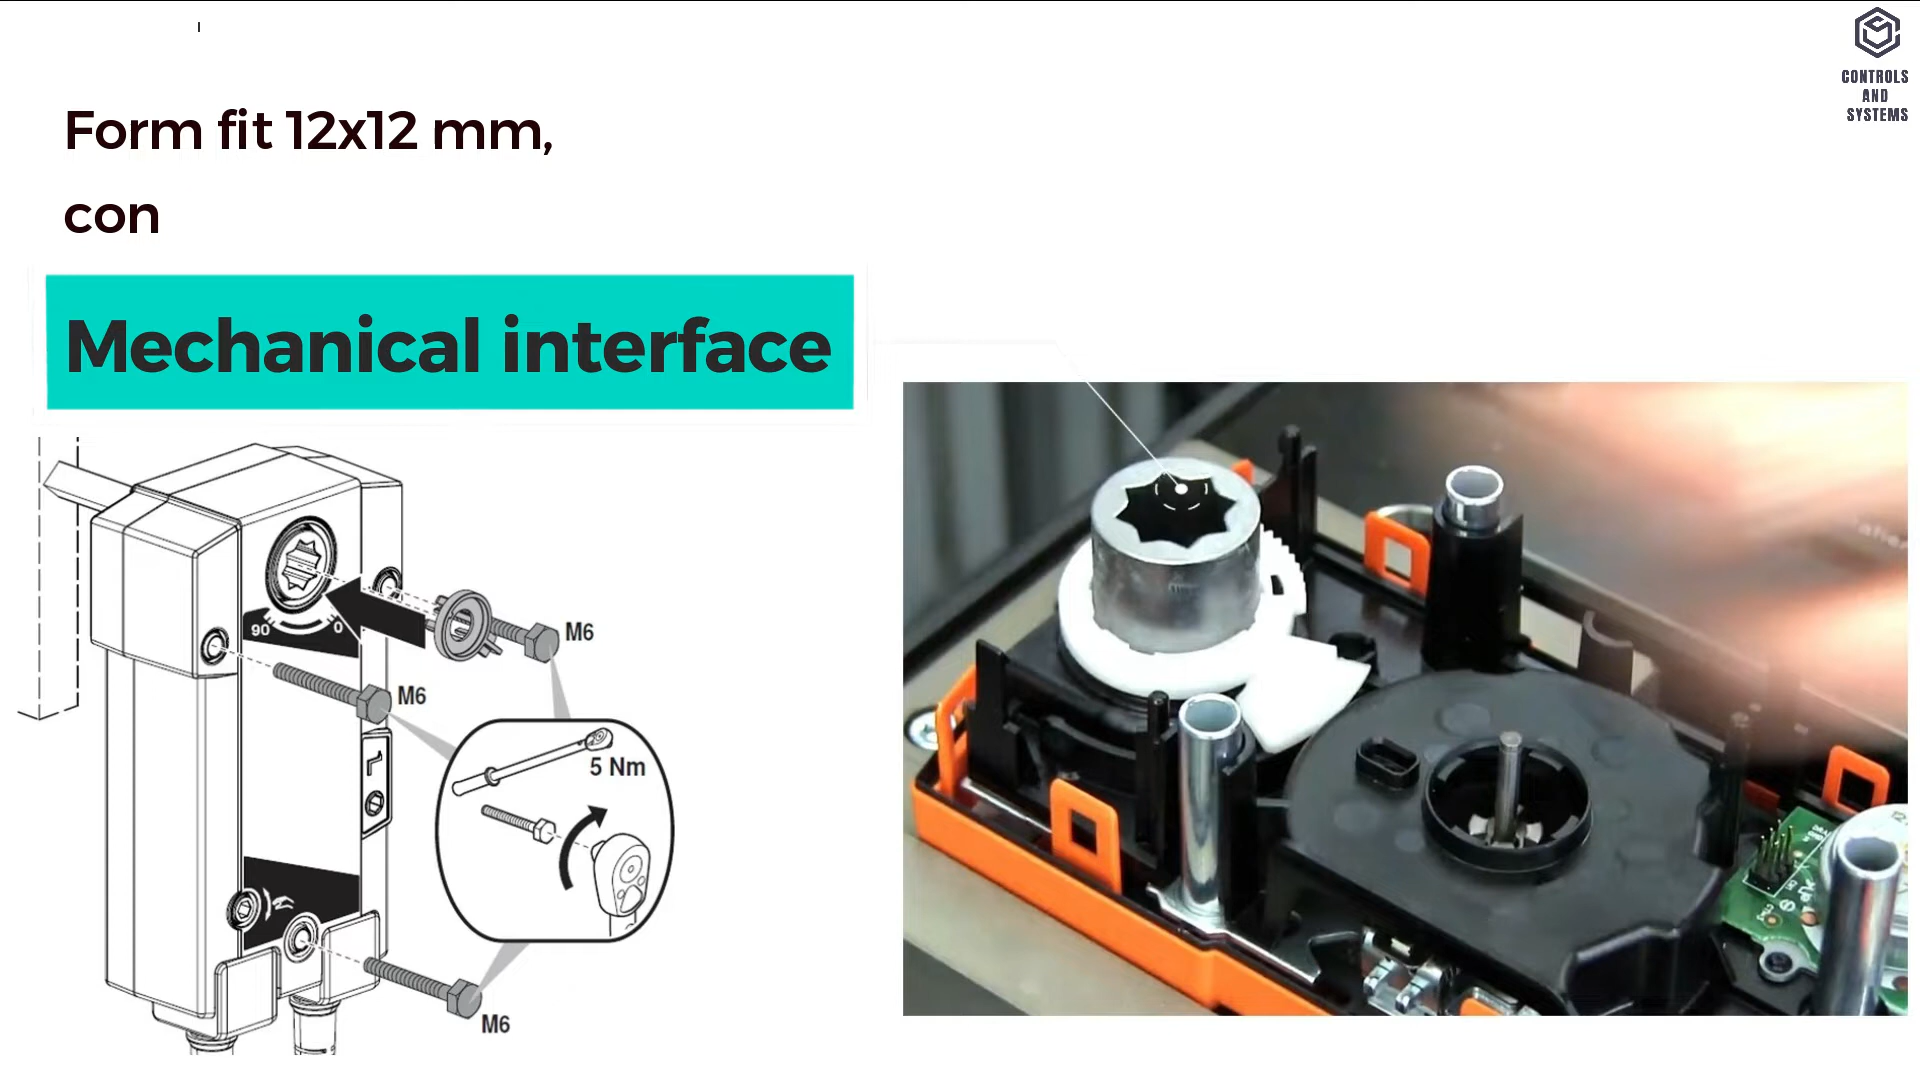 CONTROLS
AND
SYSTEMS
Form fit 12x12 mm,
con
Mechanical interface
90
0
M6
M6
5 Nm
M6